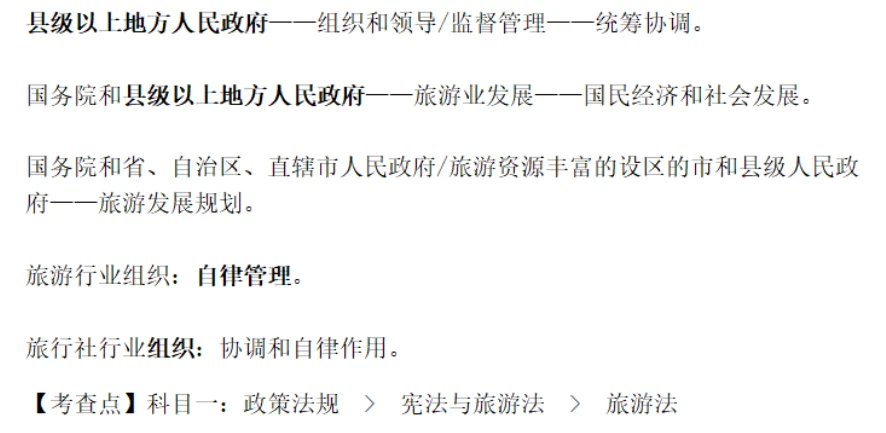 县级以上地方人民政府——组织和领导/监督管理——统筹协调。
国务院和县级以上地方人民政府——旅游业发展——国民经济和社会发展。
国务院和省、自治区、直辖市人民政府/旅游资源丰富的设区的市和县级人民政
府——旅游发展规划。
旅游行业组织：自律管理。
旅行社行业组织：协调和自律作用。
【考查点】科目一：政策法规 > 宪法与旅游法 > 旅游法